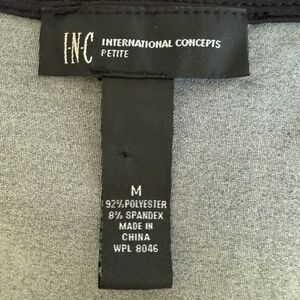 I·N·C INTERNATIONAL CONCEPTS
PETITE
M
92%POLYESTER
8% SPANDEX
MADE IN
CHINA
WPL 8046